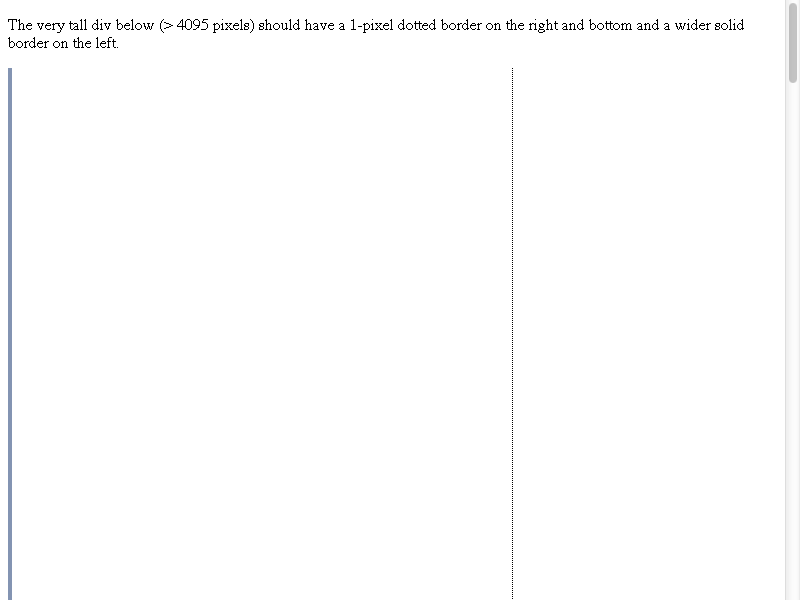 The very tall div below (> 4095 pixels) should have a 1-pixel dotted border on the right and bottom and a wider solid
border on the left.